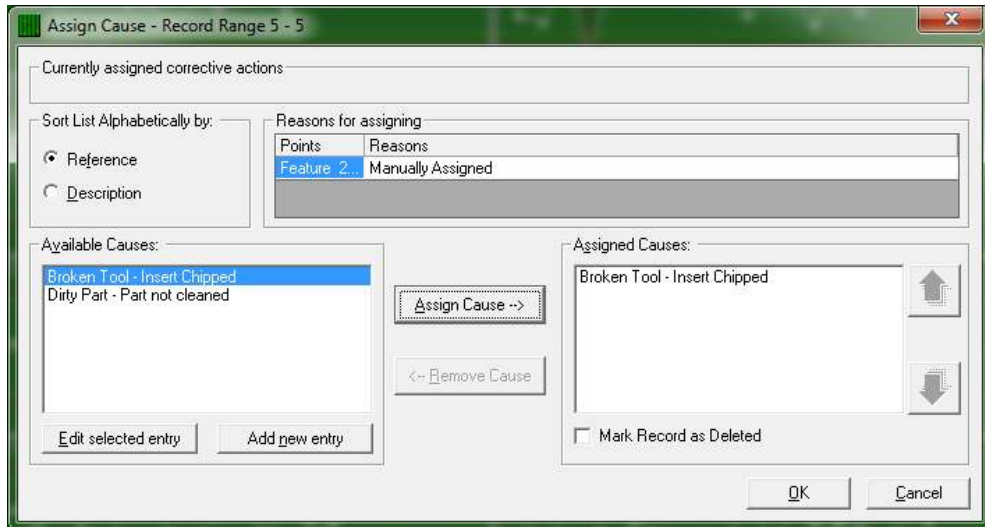 Assign Cause - Record Range 5 - 5
x
Currently assigned corrective actions
Sort List Alphabetically by:
Reference
Description
Reasons for assigning
Points Reasons
Feature 2... Manually Assigned
Available Causes:
Broken Tool - Insert Chipped
Dirty Part - Part not cleaned
Edit selected entry
Add new entry
Assign Cause -->
<-- Remove Cause
Assigned Causes:
Broken Tool - Insert Chipped
Mark Record as Deleted
OK
Cancel